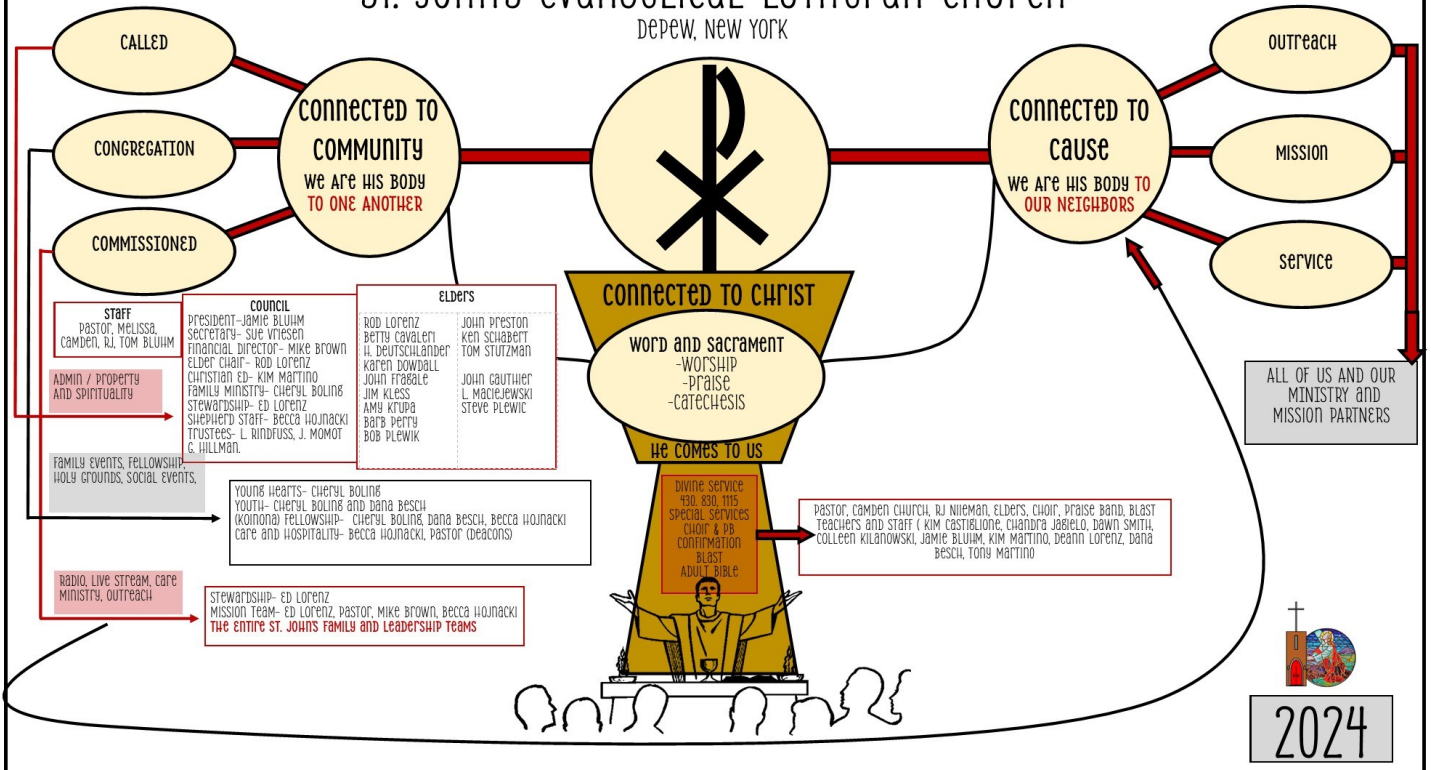 St. John's Evangelical Lutheran Church
Depew, New York
Called
Congregation
Commissioned
Connected to
Community
We are His Body
to one another
Connected to
Cause
We are His Body to
our neighbors
Outreach
Mission
Service
Connected to Christ
Word and Sacrament
-Worship
-Praise
-Catechesis
He comes to us
Staff
Pastor, Melissa,
Camden, RJ, Tom Bluhm
Council
President-Jamie Bluhm
Secretary- Sue Vriesen
Financial Director- Mike Brown
Elder Chair- Rod Lorenz
Christian Ed- Kim Martino
Family Ministry- Cheryl Boling
Stewardship- Ed Lorenz
Shepherd Staff- Becca Hojnacki
Trustees- L. Rindfuss, J. Momot
G. Hillman.
Elders
Rod Lorenz
Betty Cavaleri
H. Deutschlander
Karen Dowdall
John Fragale
Jim Kless
Amy Krupa
Barb Perry
Bob Plewik
John Preston
Ken Schabert
Tom Stutzman
John Gauthier
L. Maciejewski
Steve Plewic
Admin / Property
and Spirituality
Family events, Fellowship,
Holy Grounds, Social events,
Young Hearts- Cheryl Boling
Youth- Cheryl Boling and Dana Besch
(Koinona) Fellowship- Cheryl Boling, Dana Besch, Becca Hojnacki
Care and Hospitality- Becca Hojnacki, Pastor (Deacons)
Radio, Live Stream, Care
Ministry, Outreach
Stewardship- Ed Lorenz
Mission Team- Ed Lorenz, Pastor, Mike Brown, Becca Hojnacki
The entire St. John's Family and Leadership Teams
Divine Service
430. 830, 1115
Special Services
Choir & PB
Confirmation
BLAST
Adult Bible
Pastor, Camden Church, RJ Niieman, Elders, Choir, Praise Band, BLAST
Teachers and Staff ( Kim Castiglione, Chandra Jagielo, Dawn Smith,
Colleen Kilanowski, Jamie Bluhm, Kim Martino, Deann Lorenz, Dana
Besch, Tony Martino
All of us and our
Ministry and
Mission Partners
2024